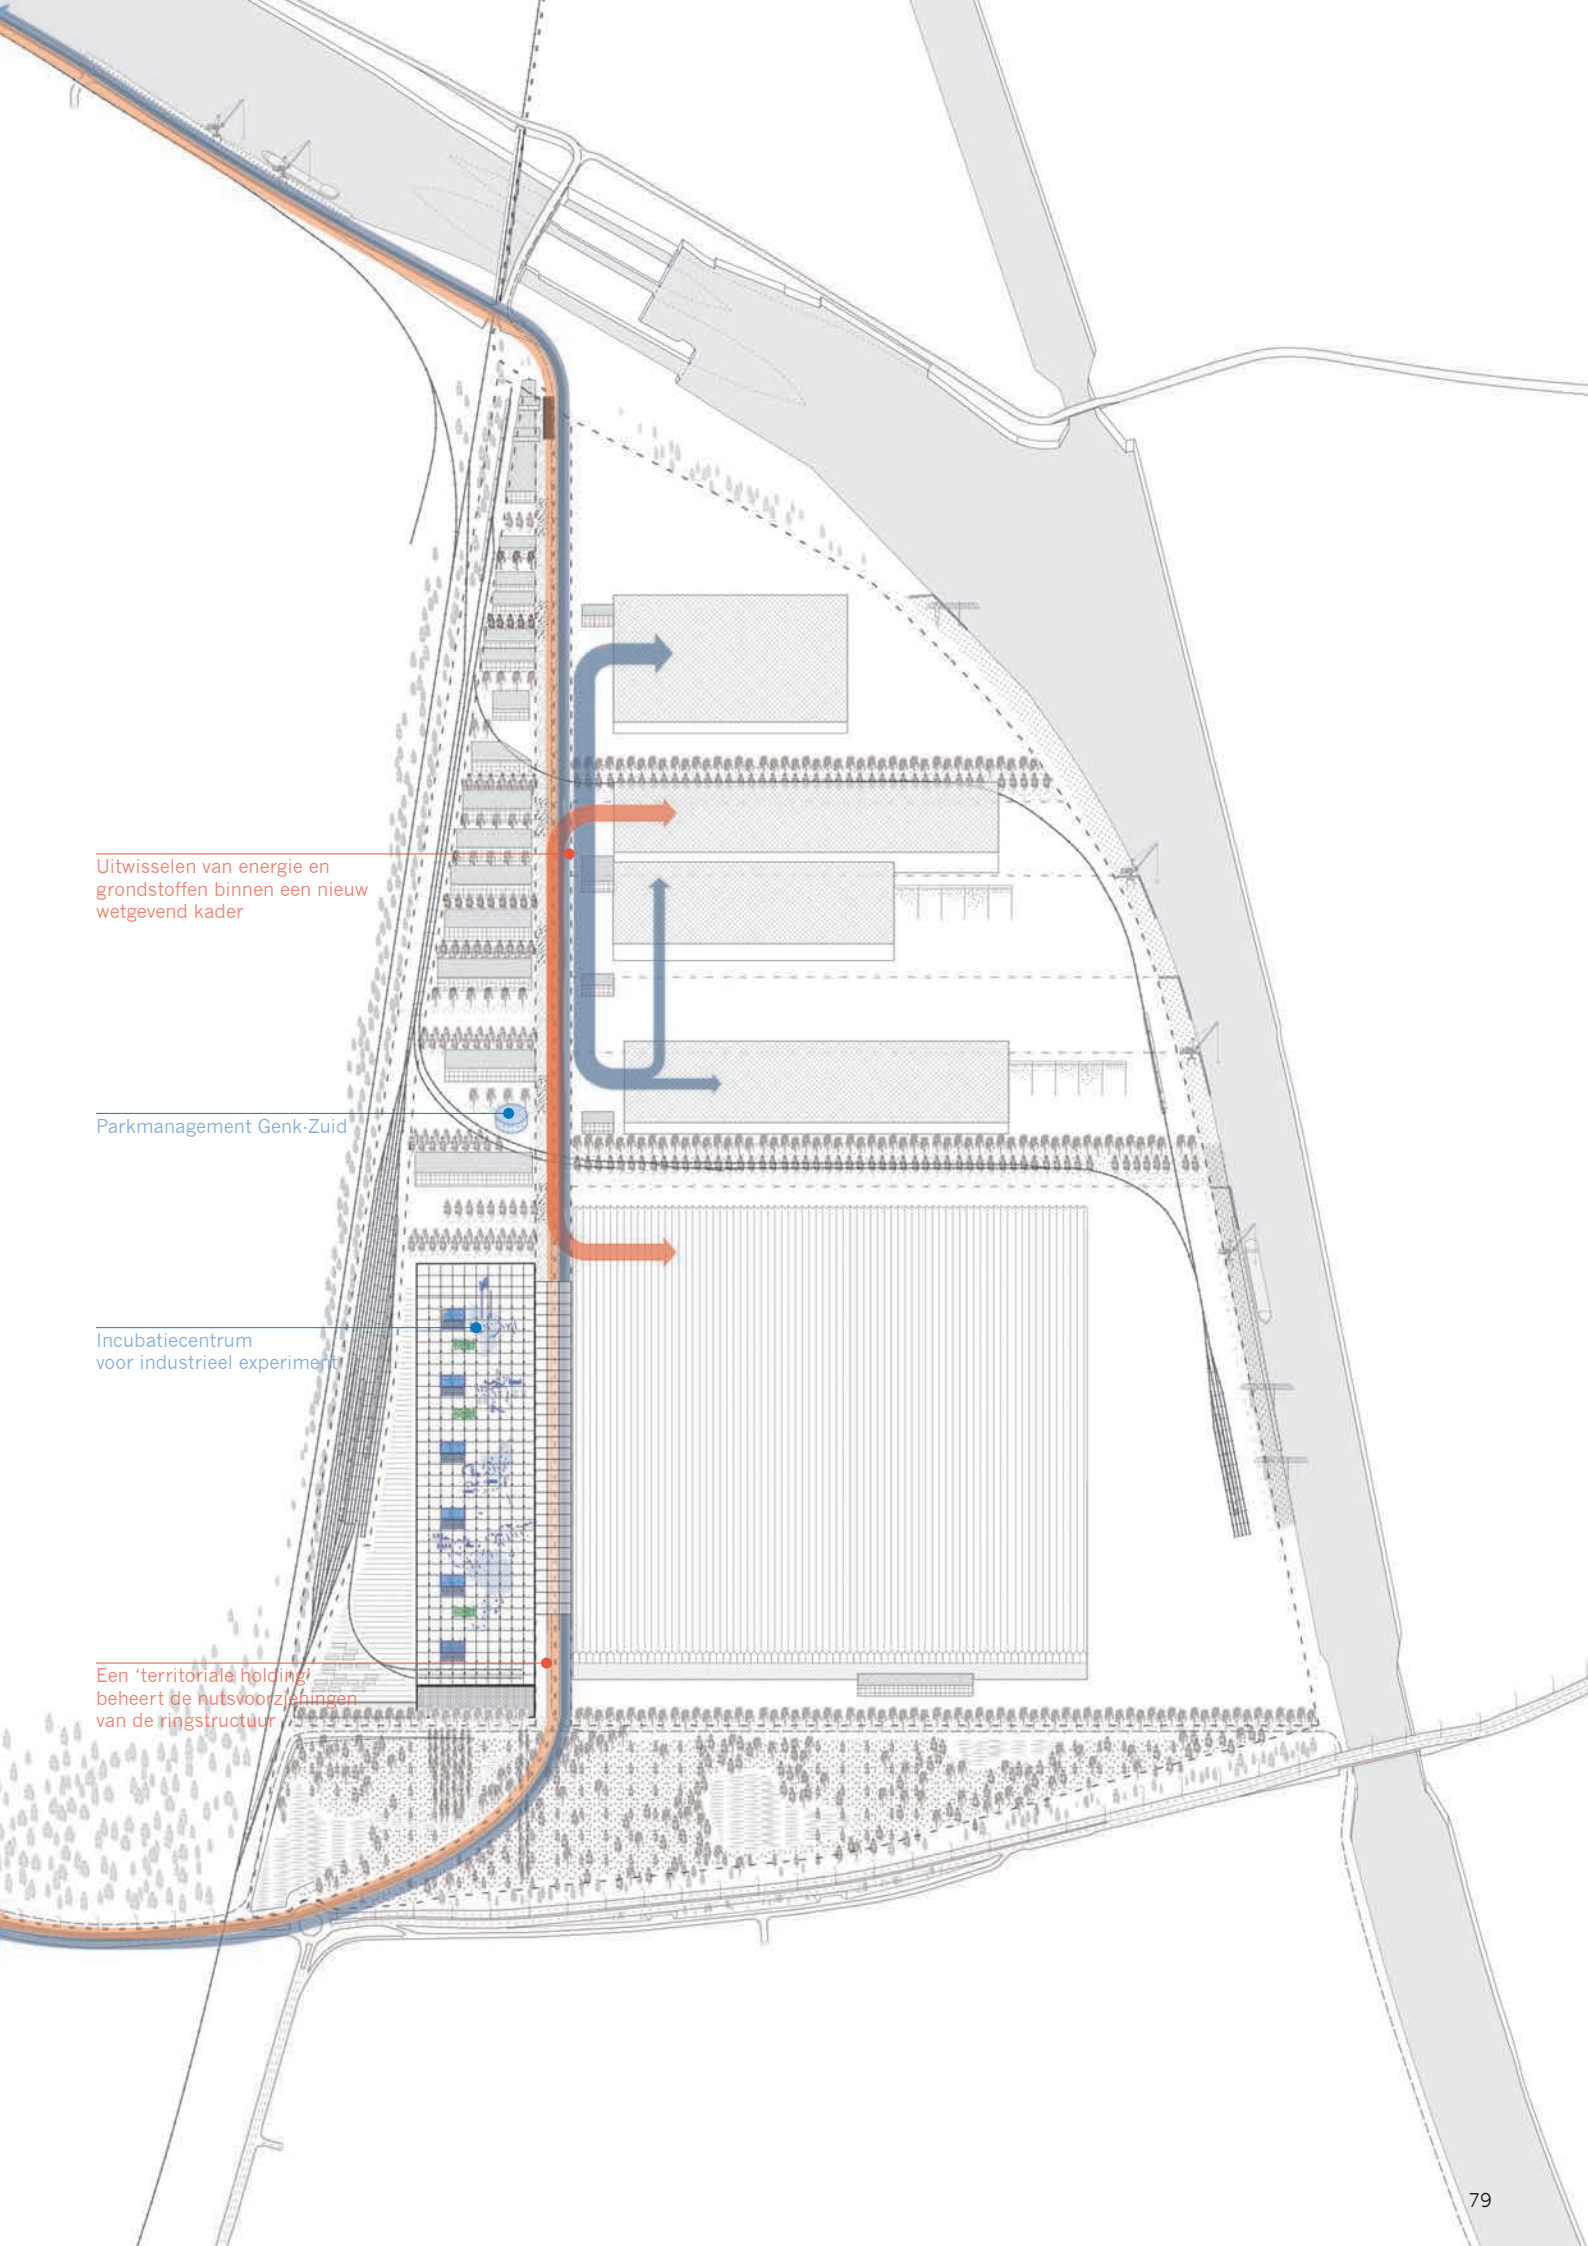 Uitwisselen van energie en
grondstoffen binnen een nieuw
wetgevend kader
Parkmanagement Genk-Zuid
Incubatiecentrum
voor industrieel experiment
Een ‘territoriale holding’
beheert de nutsvoorzieningen
van de ringstructuur
79